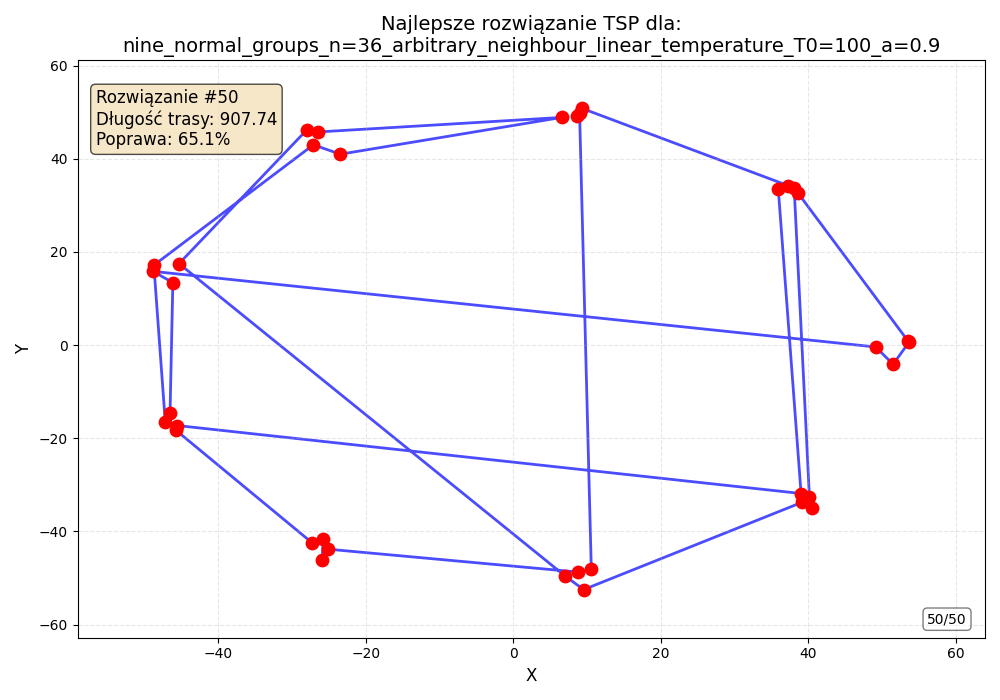 Najlepsze rozwiązanie TSP dla:
nine_normal_groups_n=36_arbitrary_neighbour_linear_temperature_T0=100_a=0.9
Rozwiązanie #50
Długość trasy: 907.74
Poprawa: 65.1%
60
40
20
0
−20
−40
−60
Y
50/50
−40
−20
0
20
40
60
X